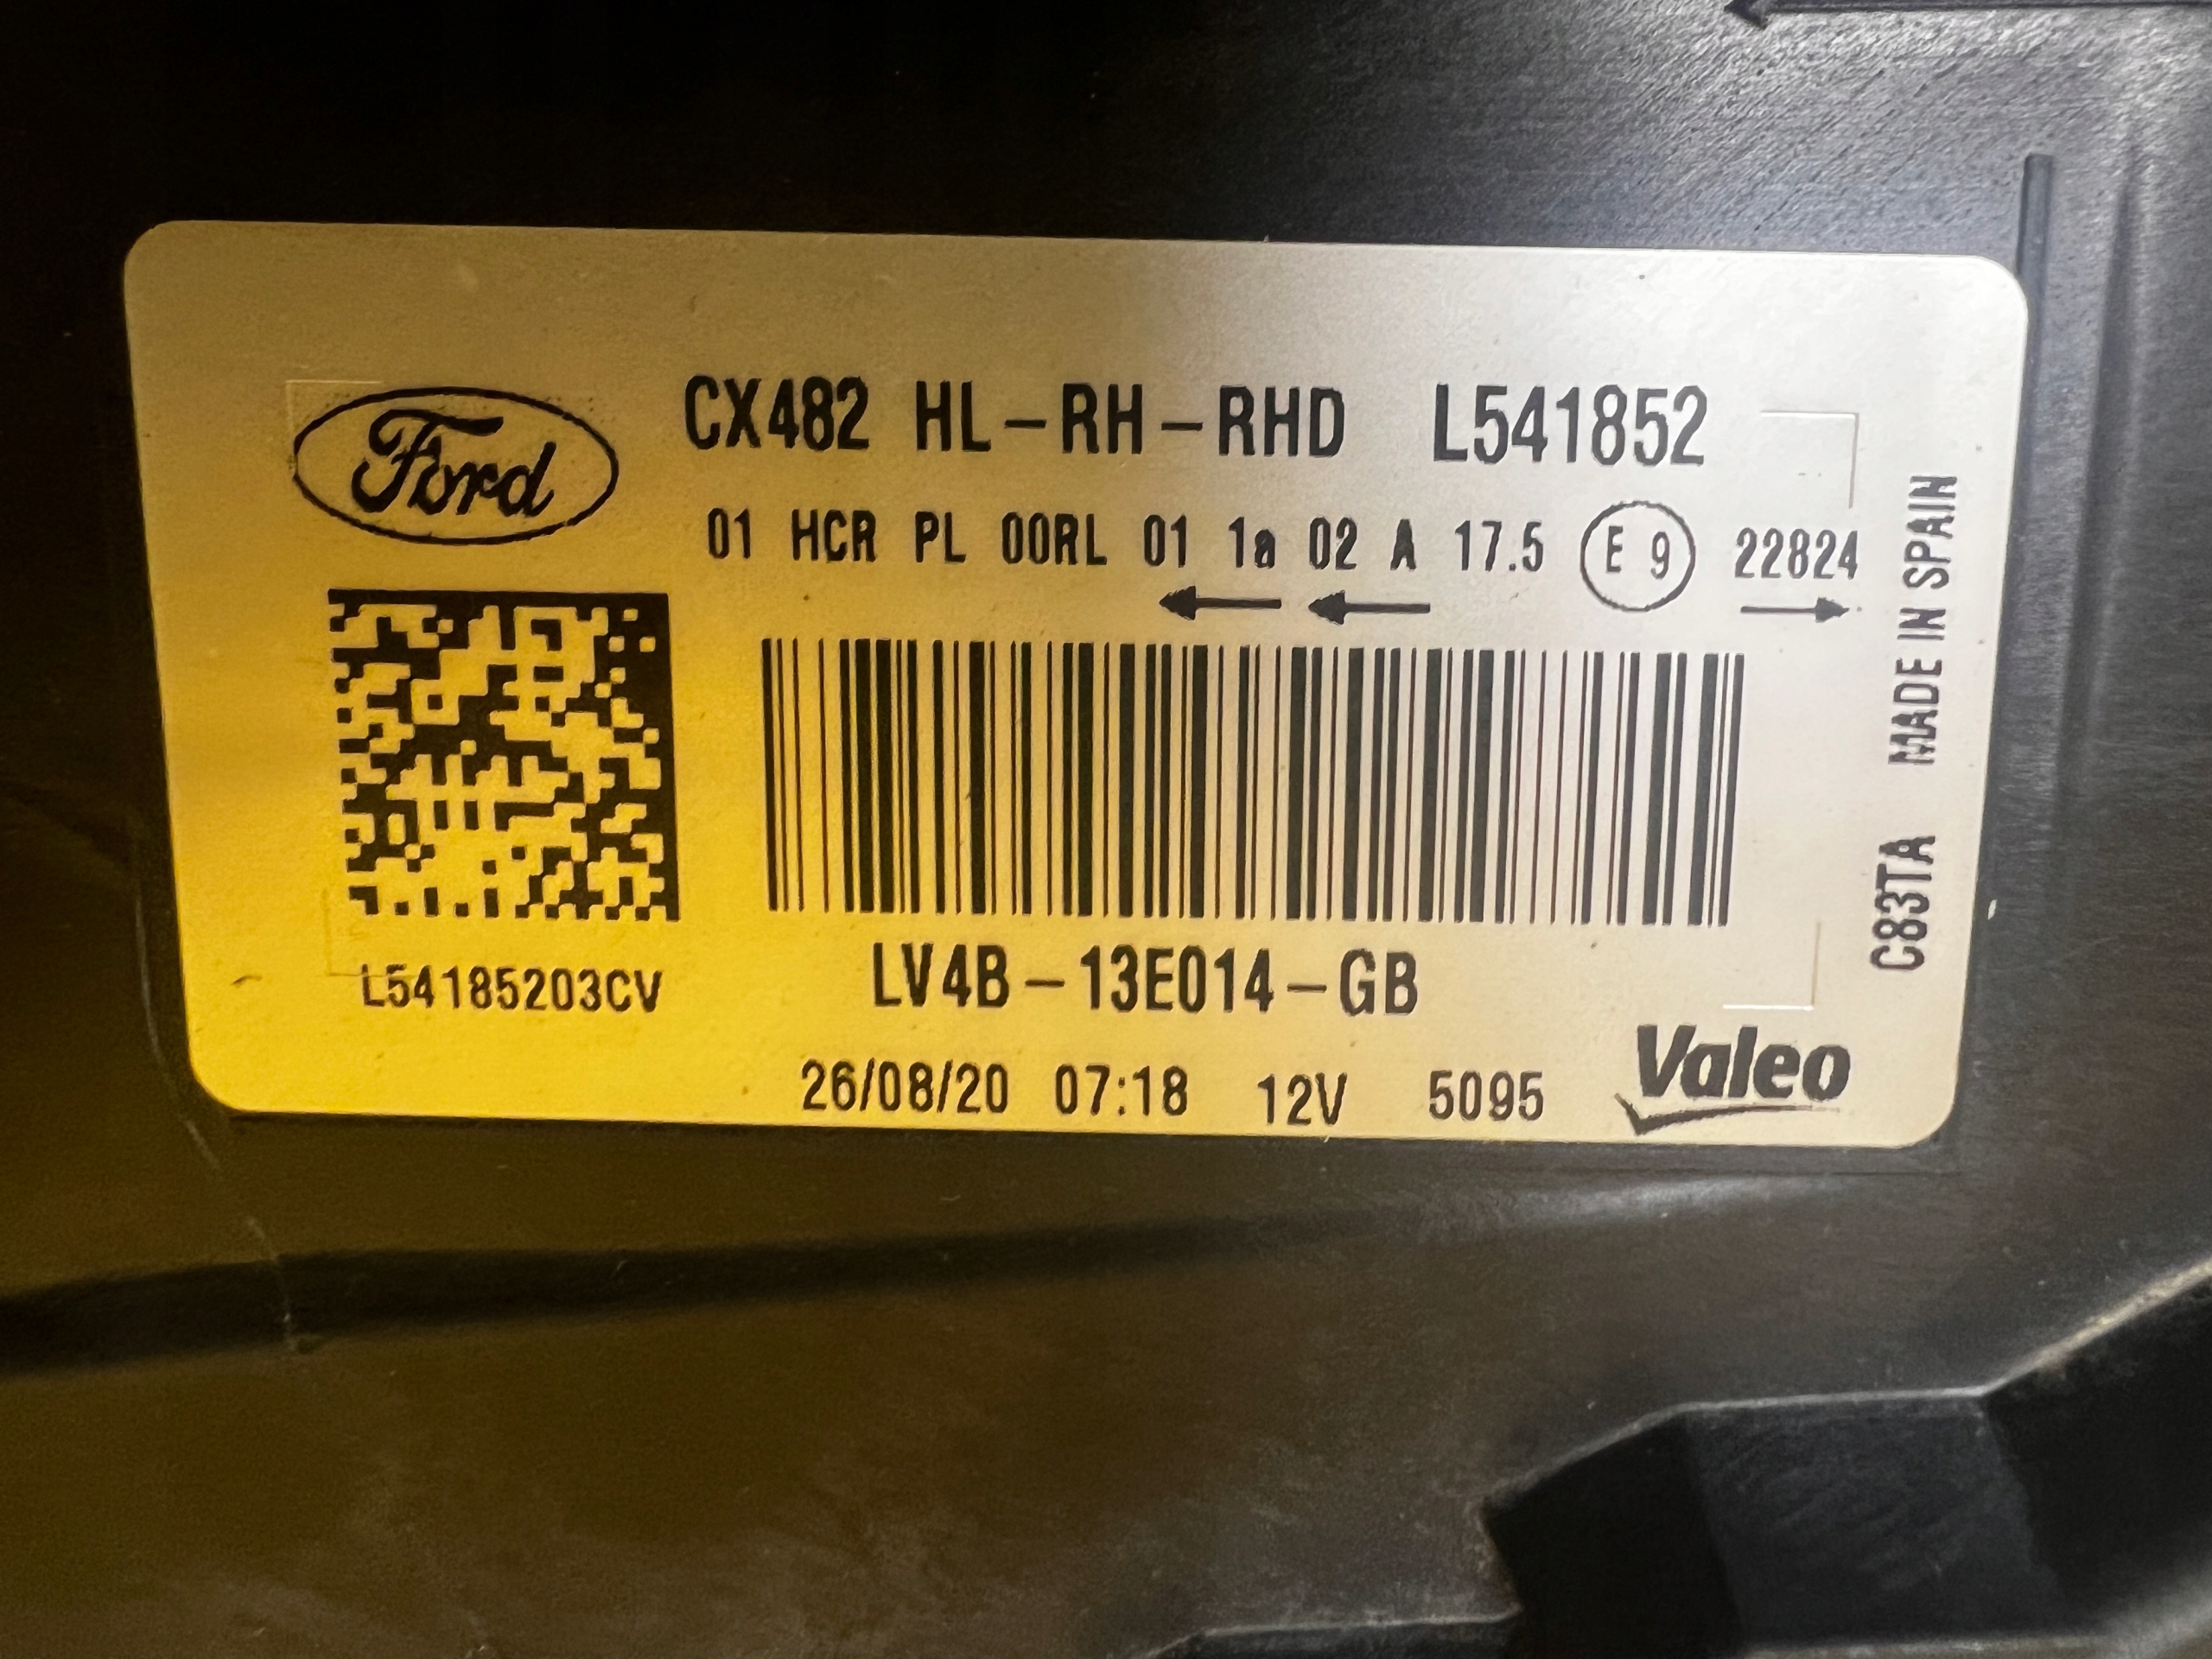 Ford
CX482 HL-RH-RHD L541852
01 HCR PL 00RL 01 1a 02 A 17.5 E 9 22824
L54185203CV
LV4B-13E014-GB
26/08/20 07:18 12V 5095
Valeo
C83TA MADE IN SPAIN